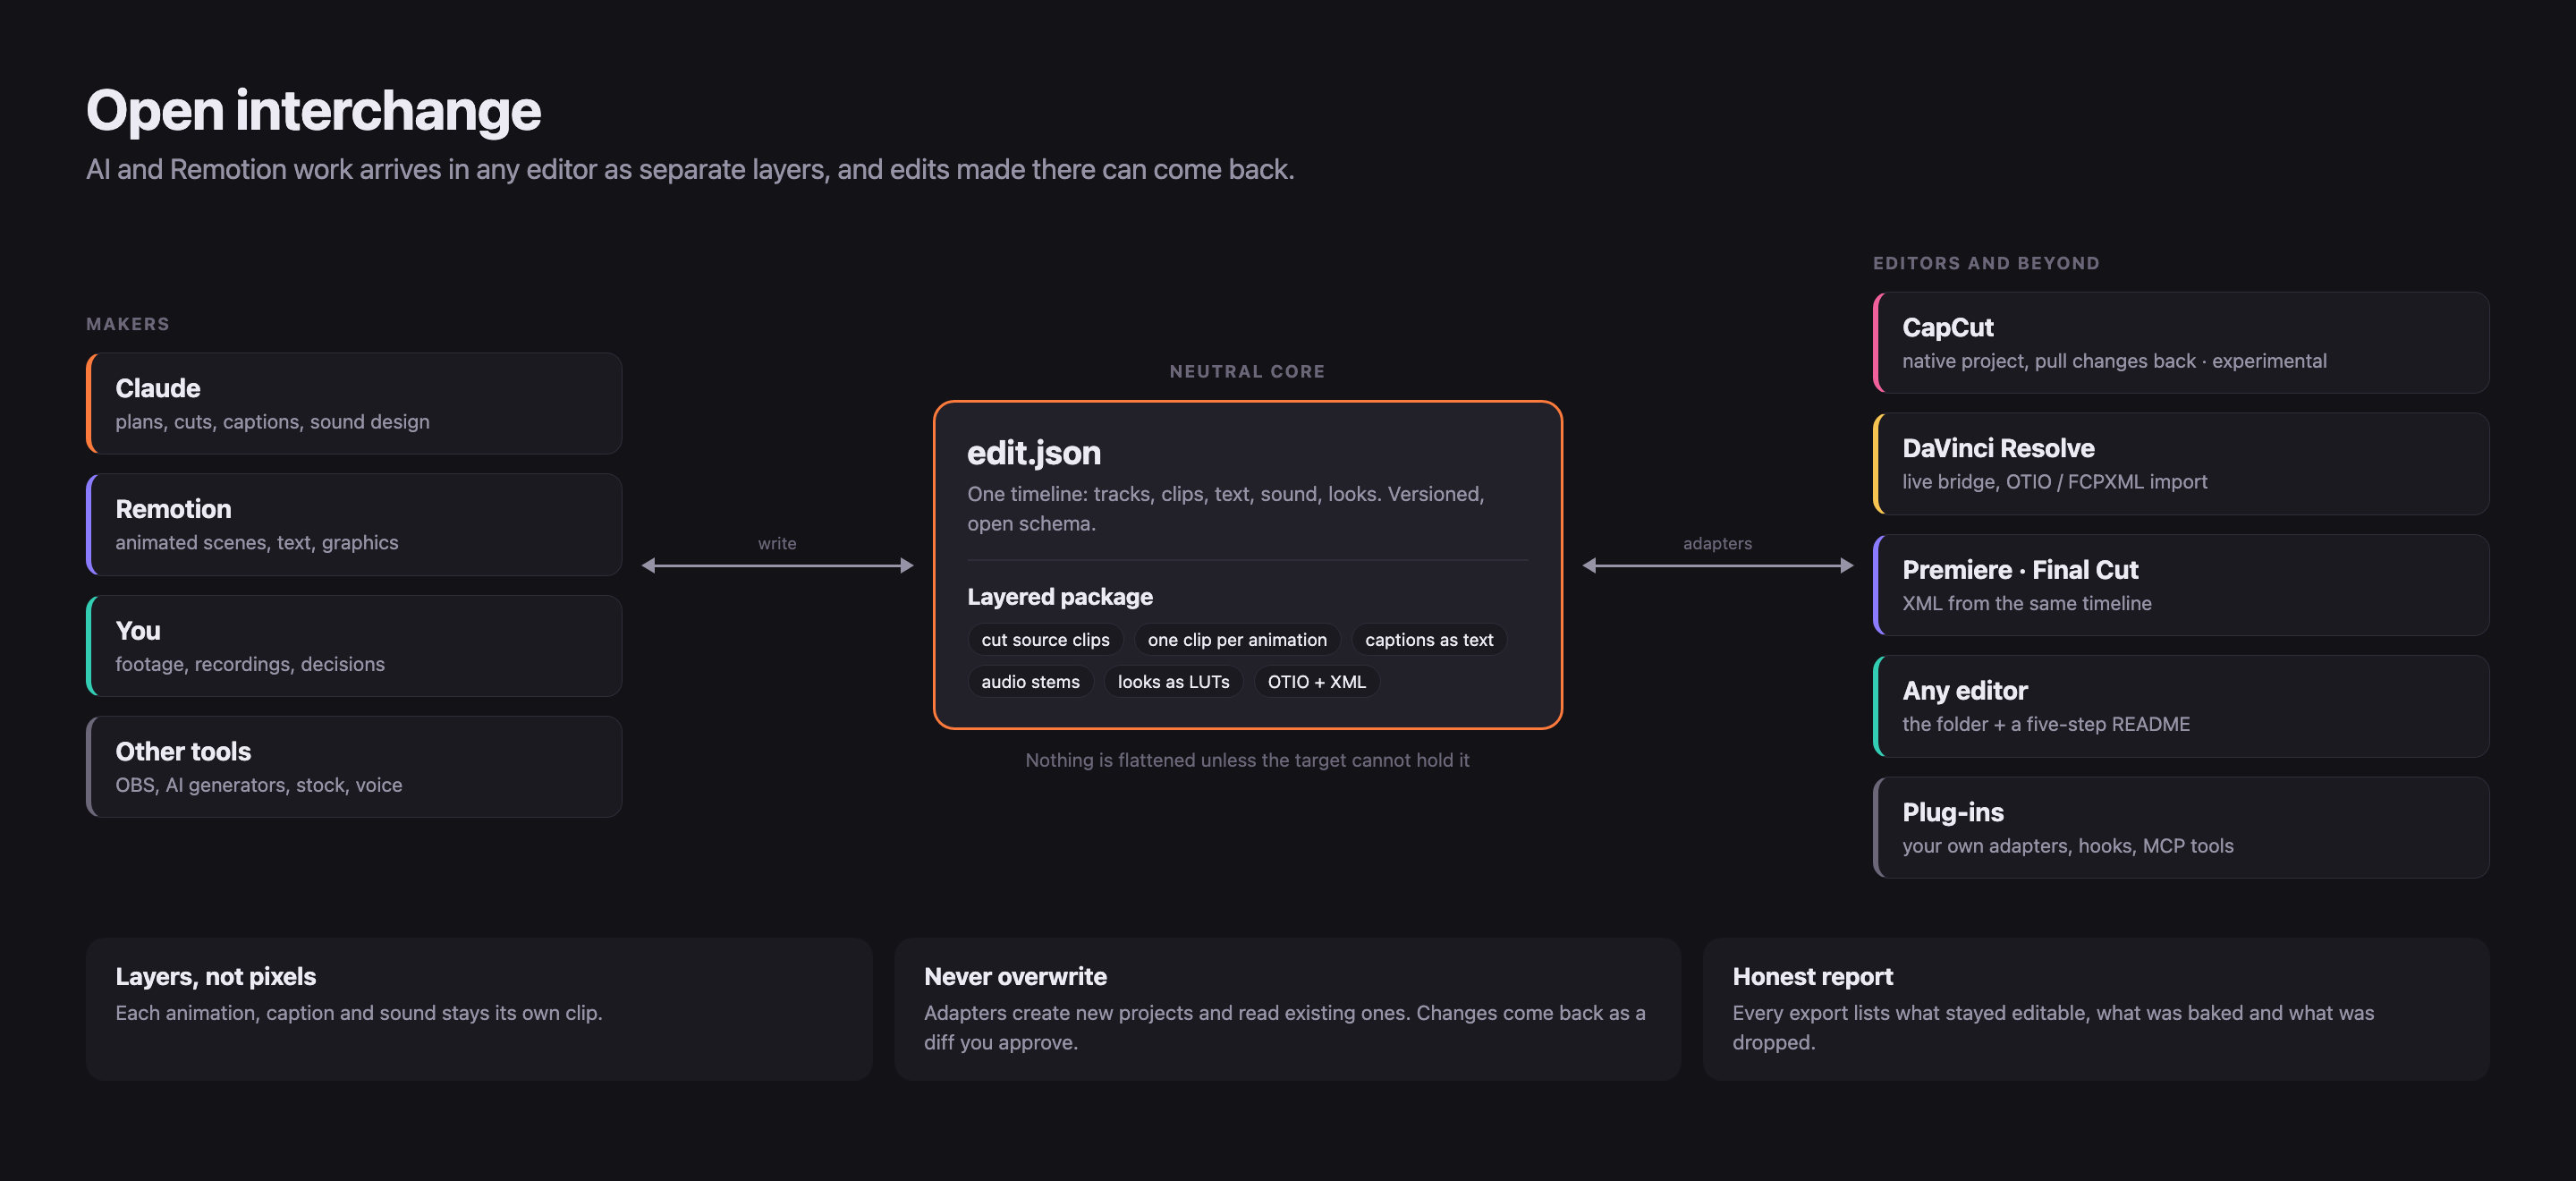 Open interchange
AI and Remotion work arrives in any editor as separate layers, and edits made there can come back.
MAKERS
Claude
plans, cuts, captions, sound design
Remotion
animated scenes, text, graphics
You
footage, recordings, decisions
Other tools
OBS, AI generators, stock, voice
write
NEUTRAL CORE
edit.json
One timeline: tracks, clips, text, sound, looks. Versioned,
open schema.
Layered package
cut source clips
one clip per animation
captions as text
audio stems
looks as LUTs
OTIO + XML
Nothing is flattened unless the target cannot hold it
adapters
EDITORS AND BEYOND
CapCut
native project, pull changes back · experimental
DaVinci Resolve
live bridge, OTIO / FCPXML import
Premiere · Final Cut
XML from the same timeline
Any editor
the folder + a five-step README
Plug-ins
your own adapters, hooks, MCP tools
Layers, not pixels
Each animation, caption and sound stays its own clip.
Never overwrite
Adapters create new projects and read existing ones. Changes come back as a
diff you approve.
Honest report
Every export lists what stayed editable, what was baked and what was
dropped.